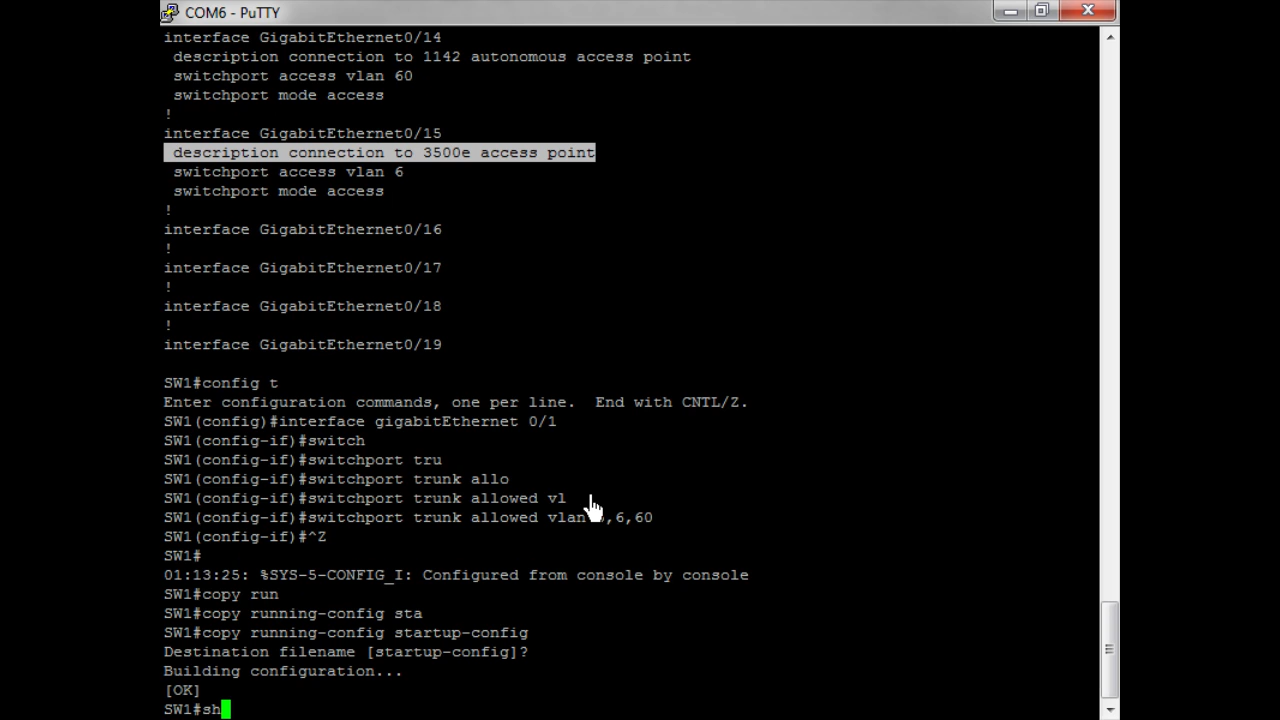 COM6 - PuTTY
interface GigabitEthernet0/14
description connection to 1142 autonomous access point
switchport access vlan 60
switchport mode access
!
interface GigabitEthernet0/15
description connection to 3500e access point
switchport access vlan 6
switchport mode access
!
interface GigabitEthernet0/16
!
interface GigabitEthernet0/17
!
interface GigabitEthernet0/18
!
interface GigabitEthernet0/19
SW1#config t
Enter configuration commands, one per line.  End with CNTL/Z.
SW1(config)#interface gigabitEthernet 0/1
SW1(config-if)#switch
SW1(config-if)#switchport tru
SW1(config-if)#switchport trunk allo
SW1(config-if)#switchport trunk allowed vl
SW1(config-if)#switchport trunk allowed vlan ,6,60
SW1(config-if)#^Z
SW1#
01:13:25: %SYS-5-CONFIG_I: Configured from console by console
SW1#copy run
SW1#copy running-config sta
SW1#copy running-config startup-config
Destination filename [startup-config]?
Building configuration...
[OK]
SW1#sh